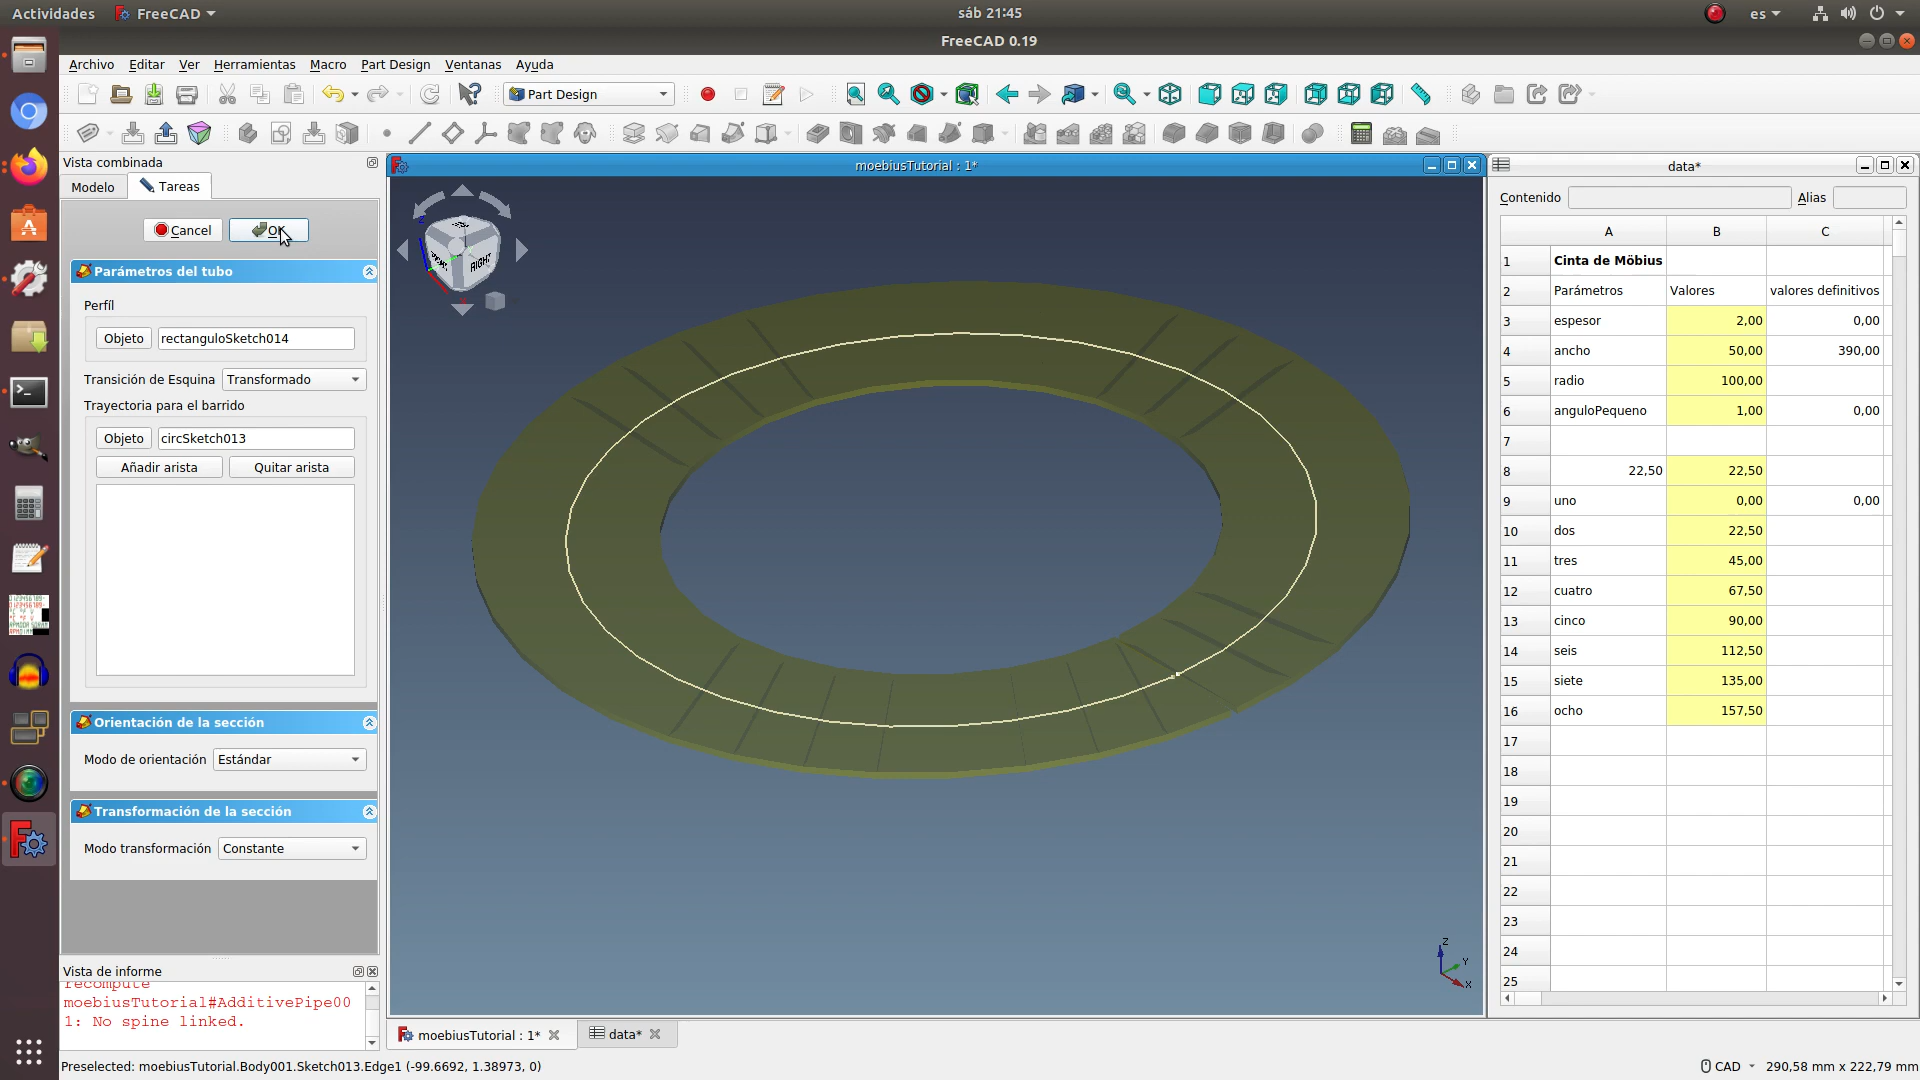 Actividades
FreeCAD
sáb 21:45
es
FreeCAD 0.19
Archivo Editar Ver Herramientas Macro Part Design Ventanas Ayuda
Part Design
Vista combinada
Modelo
Tareas
Cancel
OK
Parámetros del tubo
Perfíl
Objeto
rectanguloSketch014
Transición de Esquina
Transformado
Trayectoria para el barrido
Objeto
circSketch013
Añadir arista
Quitar arista
Orientación de la sección
Modo de orientación
Estándar
Transformación de la sección
Modo transformación
Constante
Vista de informe
recompute
moebiusTutorial#AdditivePipe00
1: No spine linked.
moebiusTutorial : 1*
RIGHT
Z
Y
X
moebiusTutorial : 1*
data*
data*
Contenido
Alias
A B C
1 Cinta de Möbius
2 Parámetros Valores valores definitivos
3 espesor 2,00 0,00
4 ancho 50,00 390,00
5 radio 100,00
6 anguloPequeno 1,00 0,00
7
8 22,50 22,50
9 uno 0,00 0,00
10 dos 22,50
11 tres 45,00
12 cuatro 67,50
13 cinco 90,00
14 seis 112,50
15 siete 135,00
16 ocho 157,50
17
18
19
20
21
22
23
24
25
Preselected: moebiusTutorial.Body001.Sketch013.Edge1 (-99.6692, 1.38973, 0)
CAD
290,58 mm x 222,79 mm